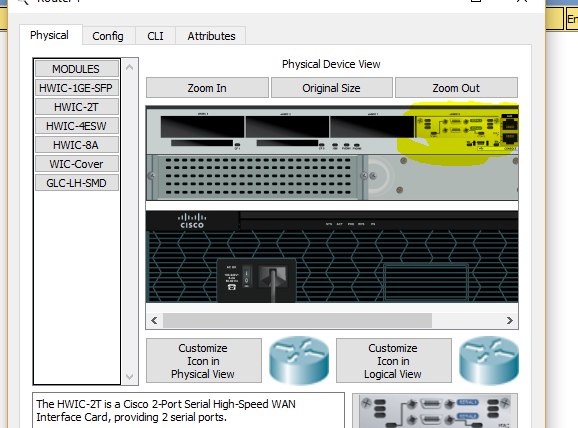 Physical
Config
CLI
Attributes
MODULES
HWIC-1GE-SFP
HWIC-2T
HWIC-4ESW
HWIC-8A
WIC-Cover
GLC-LH-SMD
Physical Device View
Zoom In
Original Size
Zoom Out
CISCO
Customize
Icon in
Physical View
Customize
Icon in
Logical View
The HWIC-2T is a Cisco 2-Port Serial High-Speed WAN
Interface Card, providing 2 serial ports.